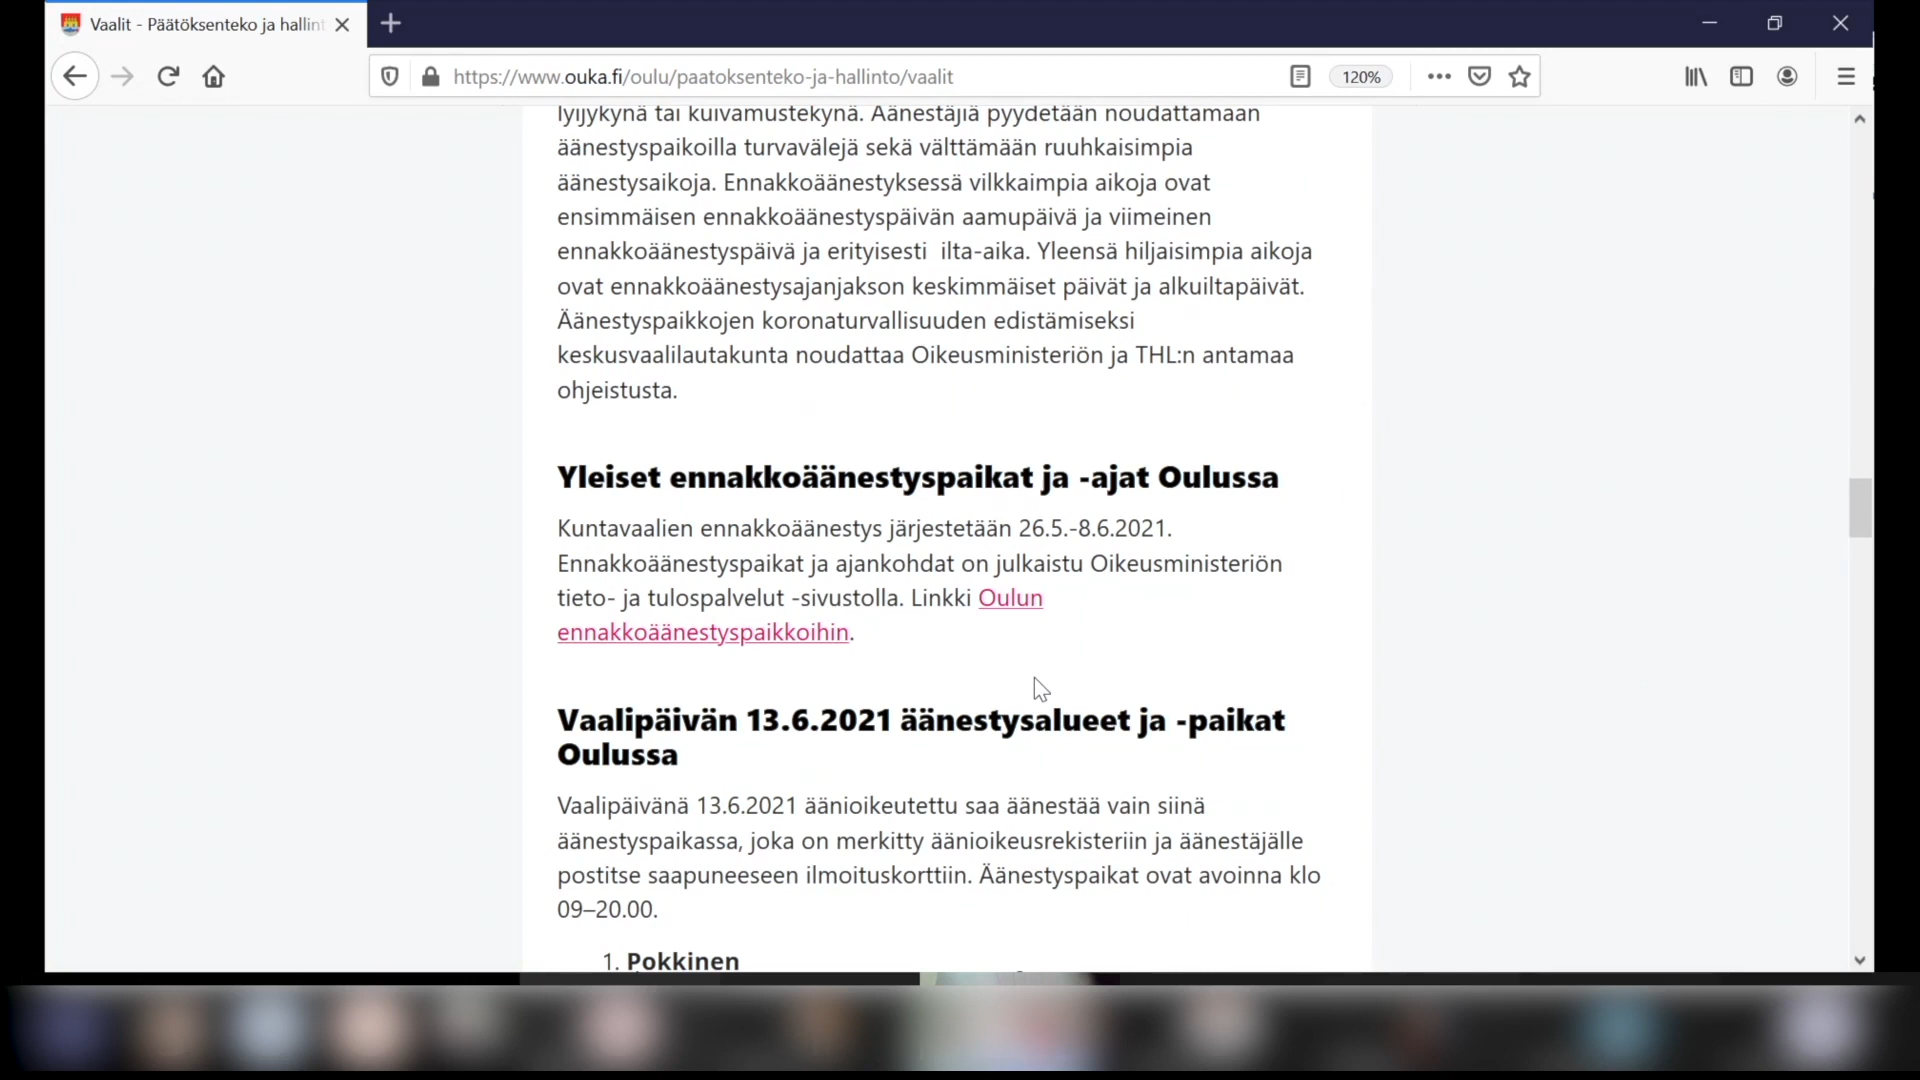 Vaalit - Päätöksenteko ja hallint
https://www.ouka.fi/oulu/paatoksenteko-ja-hallinto/vaalit
120%
lyijykynä tai kuivamustekynä. Äänestäjiä pyydetään noudattamaan
äänestyspaikoilla turvavälejä sekä välttämään ruuhkaisimpia
äänestysaikoja. Ennakkoäänestyksessä vilkkaimpia aikoja ovat
ensimmäisen ennakkoäänestyspäivän aamupäivä ja viimeinen
ennakkoäänestyspäivä ja erityisesti  ilta-aika. Yleensä hiljaisimpia aikoja
ovat ennakkoäänestysajanjakson keskimmäiset päivät ja alkuiltapäivät.
Äänestyspaikkojen koronaturvallisuuden edistämiseksi
keskusvaalilautakunta noudattaa Oikeusministeriön ja THL:n antamaa
ohjeistusta.
Yleiset ennakkoäänestyspaikat ja -ajat Oulussa
Kuntavaalien ennakkoäänestys järjestetään 26.5.-8.6.2021.
Ennakkoäänestyspaikat ja ajankohdat on julkaistu Oikeusministeriön
tieto- ja tulospalvelut -sivustolla. Linkki Oulun
ennakkoäänestyspaikkoihin.
Vaalipäivän 13.6.2021 äänestysalueet ja -paikat
Oulussa
Vaalipäivänä 13.6.2021 äänioikeutettu saa äänestää vain siinä
äänestyspaikassa, joka on merkitty äänioikeusrekisteriin ja äänestäjälle
postitse saapuneeseen ilmoituskorttiin. Äänestyspaikat ovat avoinna klo
09–20.00.
1. Pokkinen